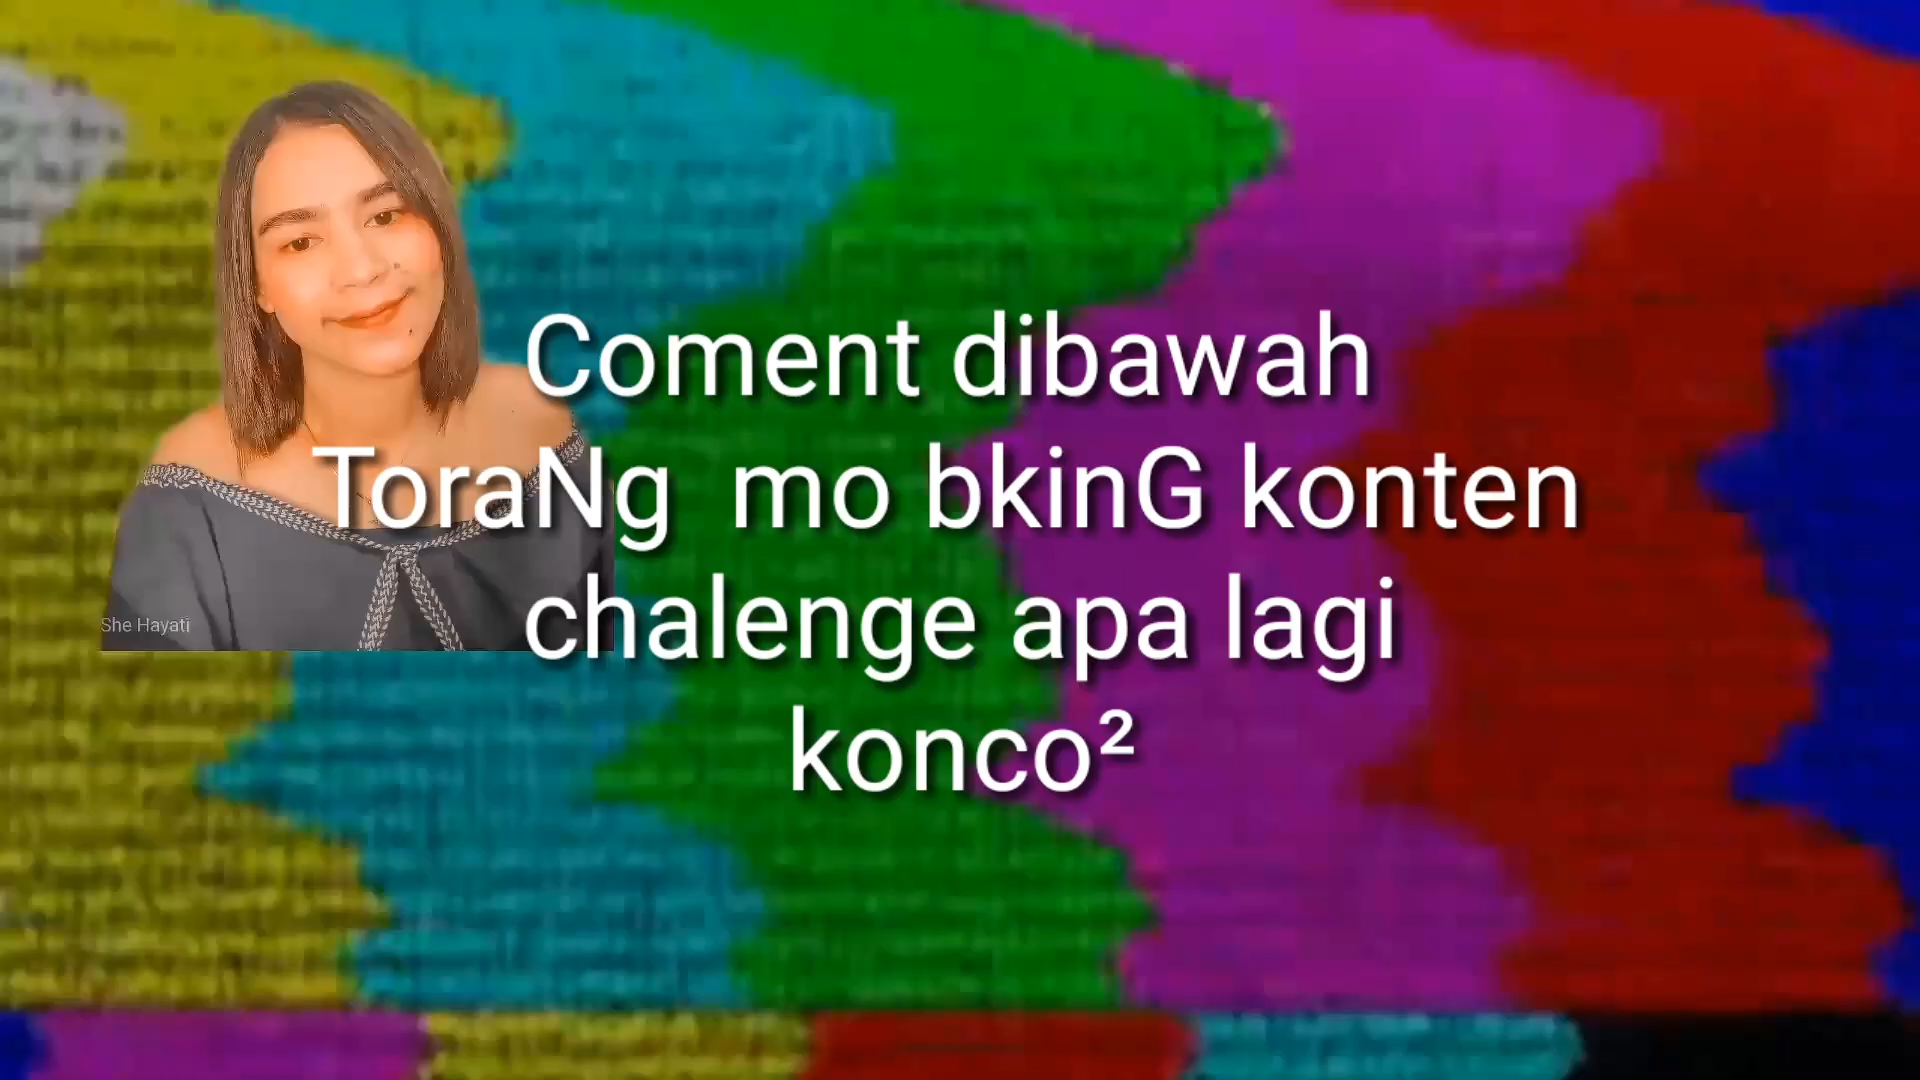 Coment dibawah
ToraNg  mo bkinG konten
chalenge apa lagi
konco²
She Hayati